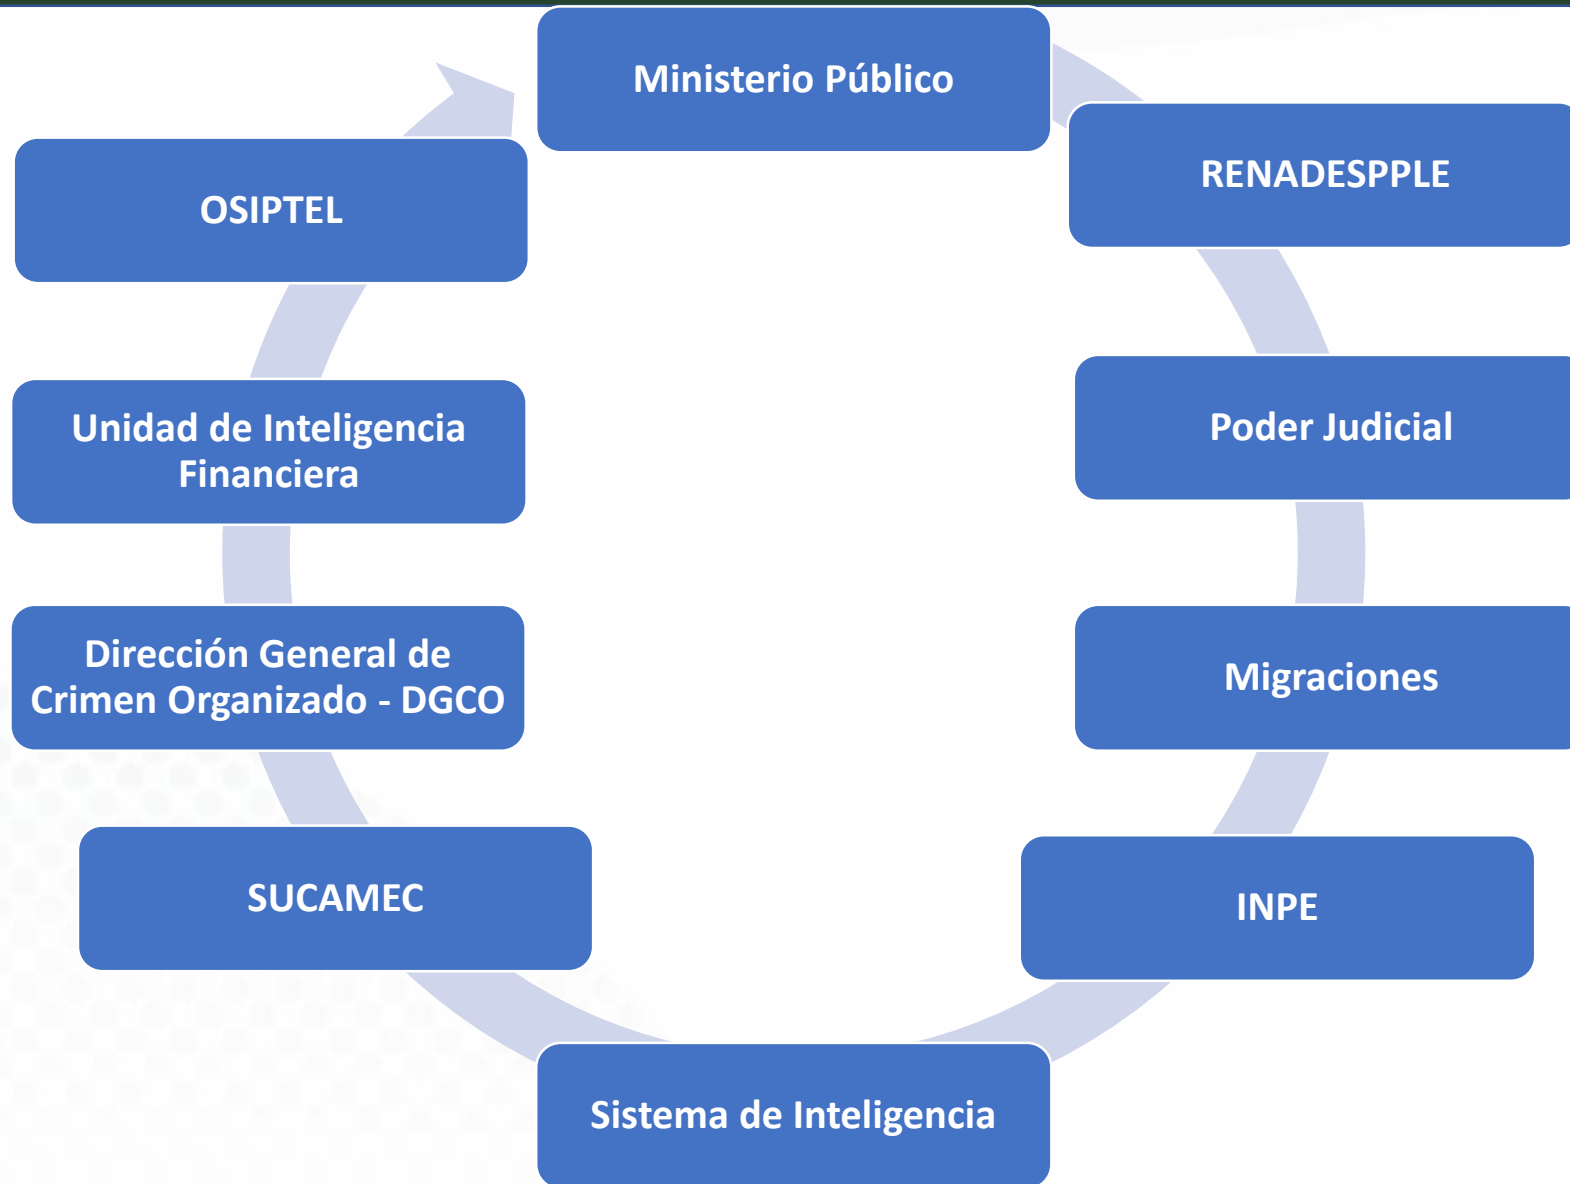 Ministerio Público
RENADESPPLE
Poder Judicial
Migraciones
INPE
Sistema de Inteligencia
SUCAMEC
Dirección General de
Crimen Organizado - DGCO
Unidad de Inteligencia
Financiera
OSIPTEL